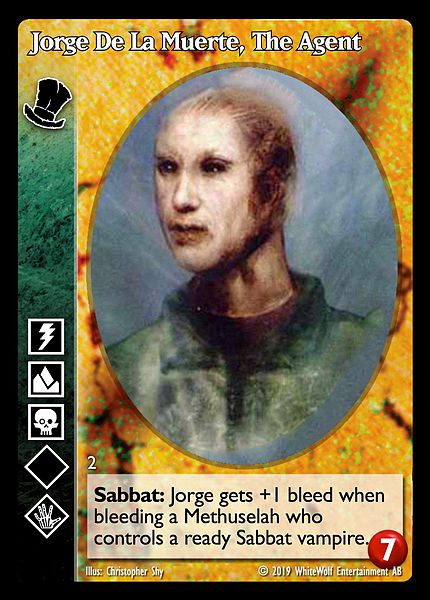 Jorge De La Muerte, The Agent
2
Sabbat: Jorge gets +1 bleed when
bleeding a Methuselah who
controls a ready Sabbat vampire.
7
Illus: Christopher Shy © 2019 WhiteWolf Entertainment AB